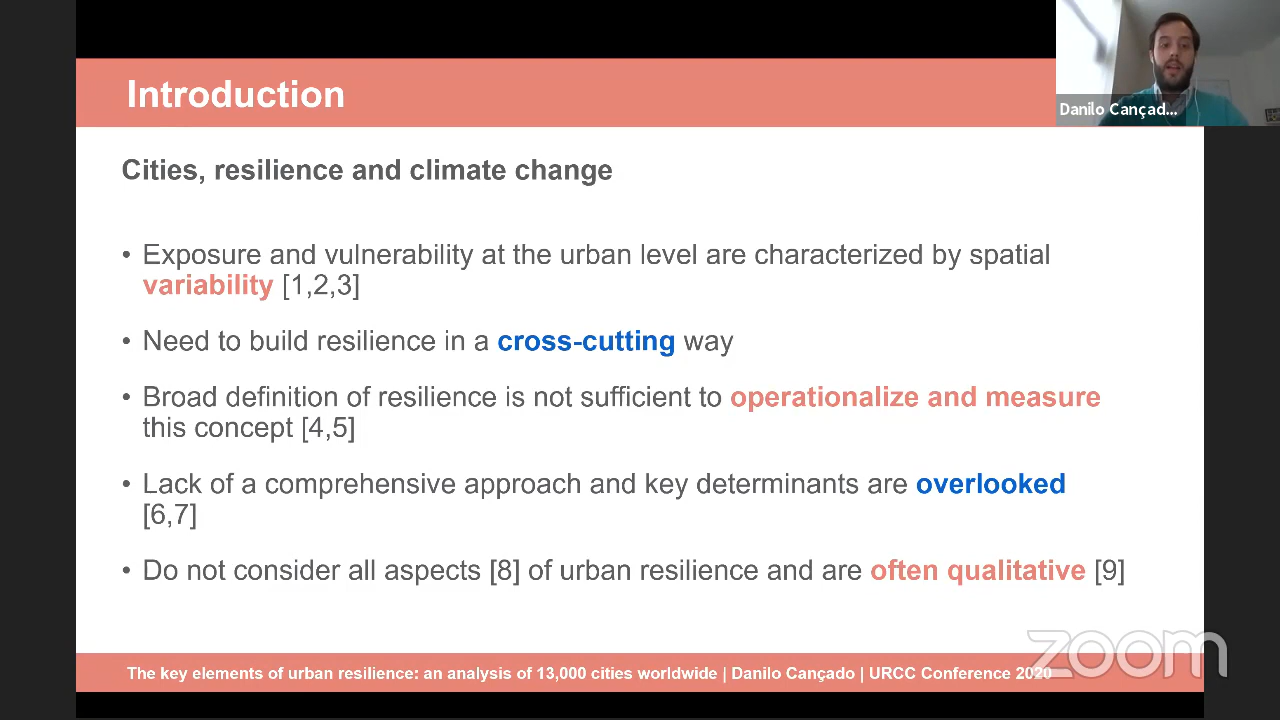 Introduction
Danilo Cançad...
Cities, resilience and climate change
• Exposure and vulnerability at the urban level are characterized by spatial
variability [1,2,3]
• Need to build resilience in a cross-cutting way
• Broad definition of resilience is not sufficient to operationalize and measure
this concept [4,5]
• Lack of a comprehensive approach and key determinants are overlooked
[6,7]
• Do not consider all aspects [8] of urban resilience and are often qualitative [9]
zoom
The key elements of urban resilience: an analysis of 13,000 cities worldwide | Danilo Cançado | URCC Conference 2020